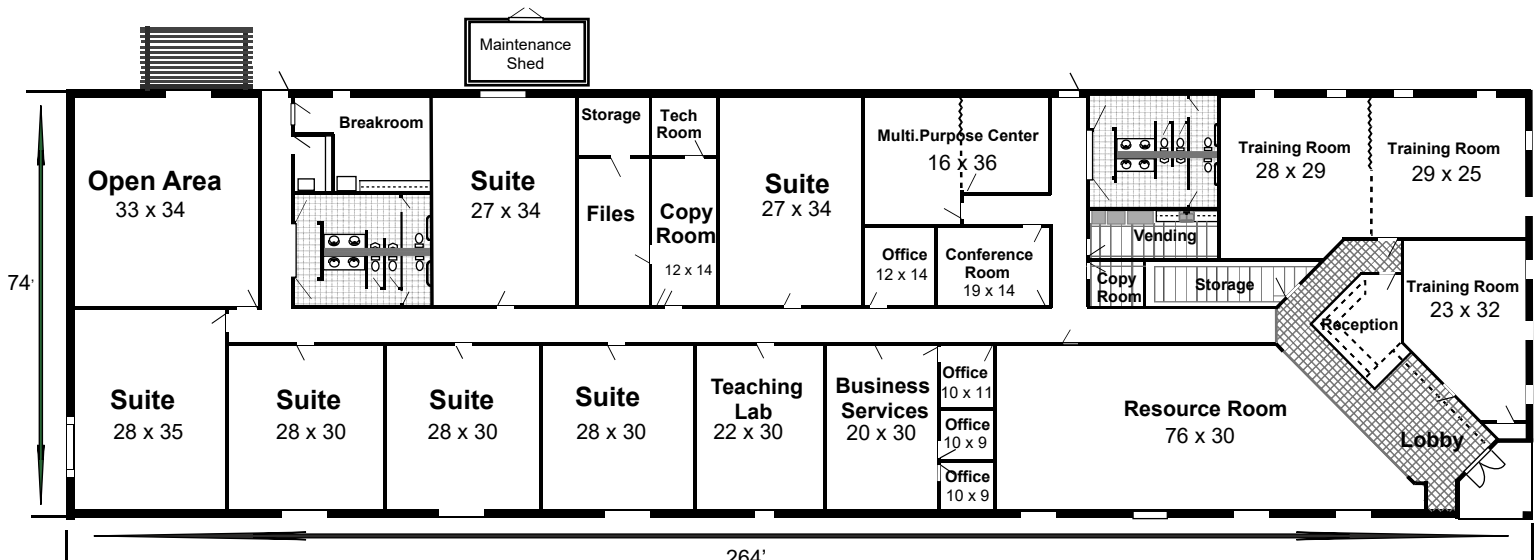 Maintenance
Shed
Breakroom
Storage
Tech
Room
Multi.Purpose Center
16 x 36
Training Room
28 x 29
Training Room
29 x 25
Open Area
33 x 34
Suite
27 x 34
Files
Copy
Room
12 x 14
Suite
27 x 34
Office
12 x 14
Conference
Room
19 x 14
Vending
Copy
Room
Storage
Training Room
23 x 32
Reception
74'
Suite
28 x 35
Suite
28 x 30
Suite
28 x 30
Suite
28 x 30
Teaching
Lab
22 x 30
Business
Services
20 x 30
Office
10 x 11
Office
10 x 9
Office
10 x 9
Resource Room
76 x 30
Lobby
264'